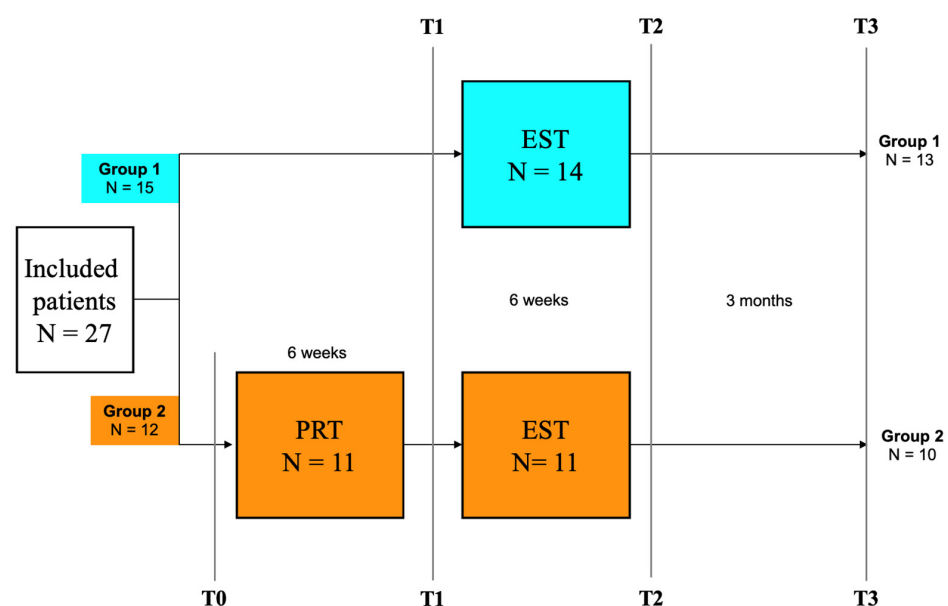 T1
T2
T3
EST
N = 14
Group 1
N = 13
Group 1
N = 15
Included
patients
N = 27
6 weeks
3 months
6 weeks
Group 2
N = 12
PRT
N = 11
EST
N= 11
Group 2
N = 10
T0
T1
T2
T3